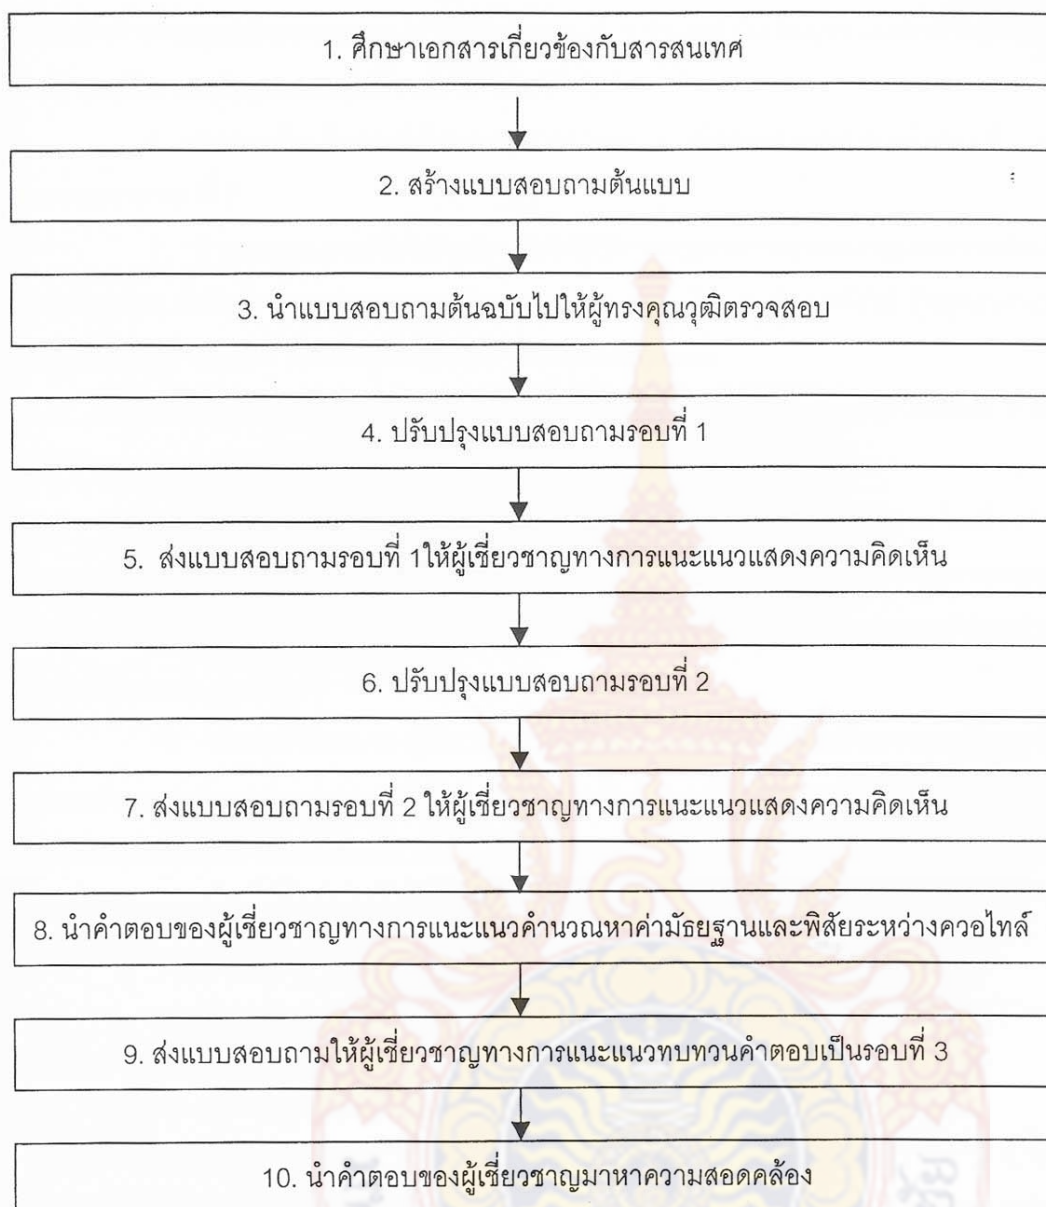 1. ศึกษาเอกสารเกี่ยวข้องกับสารสนเทศ
2. สร้างแบบสอบถามต้นแบบ
3. นำแบบสอบถามต้นฉบับไปให้ผู้ทรงคุณวุฒิตรวจสอบ
4. ปรับปรุงแบบสอบถามรอบที่ 1
5. ส่งแบบสอบถามรอบที่ 1ให้ผู้เชี่ยวชาญทางการแนะแนวแสดงความคิดเห็น
6. ปรับปรุงแบบสอบถามรอบที่ 2
7. ส่งแบบสอบถามรอบที่ 2 ให้ผู้เชี่ยวชาญทางการแนะแนวแสดงความคิดเห็น
8. นำคำตอบของผู้เชี่ยวชาญทางการแนะแนวคำนวณหาค่ามัธยฐานและพิสัยระหว่างควอไทล์
9. ส่งแบบสอบถามให้ผู้เชี่ยวชาญทางการแนะแนวทบทวนคำตอบเป็นรอบที่ 3
10. นำคำตอบของผู้เชี่ยวชาญมาหาความสอดคล้อง